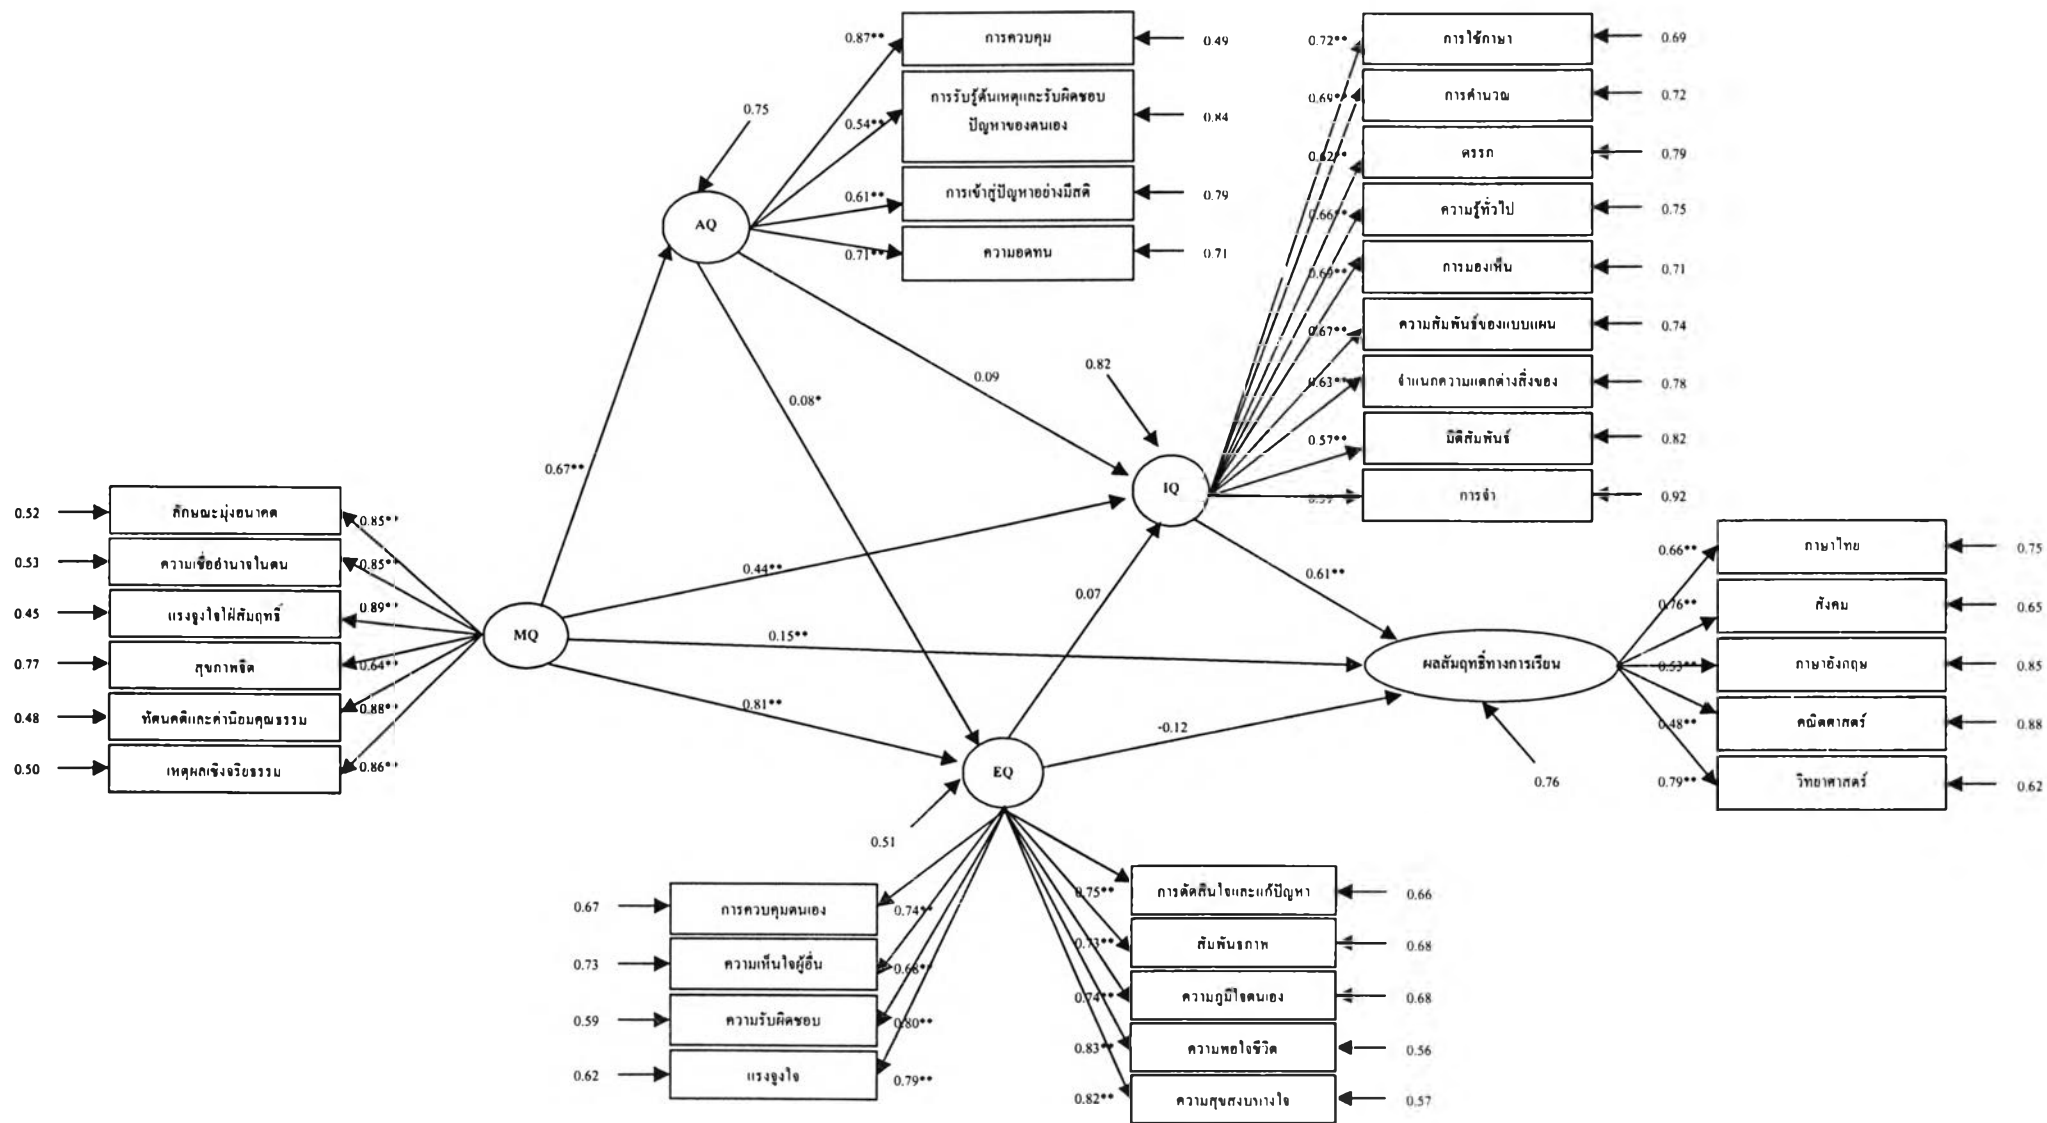 0.87**
การควบคุม
0.49
0.75
0.54**
การรับรู้ต้นเหตุและรับผิดชอบ
ปัญหาของตนเอง
0.84
0.61**
การเข้าสู่ปัญหาอย่างมีสติ
0.79
AQ
0.71**
ความอดทน
0.71
0.72**
การใช้ภาษา
0.69
0.69**
การคำนวณ
0.72
0.62**
ตรรก
0.79
0.66**
ความรู้ทั่วไป
0.75
0.69**
การมองเห็น
0.71
0.67**
ความสัมพันธ์ของแบบแผน
0.74
0.63**
จำแนกความแตกต่างสิ่งของ
0.78
0.57**
มิติสัมพันธ์
0.82
การจำ
0.92
0.09
0.82
0.08*
0.67**
IQ
0.52
ลักษณะมุ่งอนาคต
0.85**
0.53
ความเชื่ออำนาจในตน
0.85**
0.45
แรงจูงใจใฝ่สัมฤทธิ์
0.89**
0.77
สุขภาพจิต
0.64**
0.48
ทัศนคติและค่านิยมคุณธรรม
0.88**
0.50
เหตุผลเชิงจริยธรรม
0.86**
MQ
0.44**
0.07
0.61**
0.15**
0.81**
-0.12
ผลสัมฤทธิ์ทางการเรียน
0.76
0.66**
ภาษาไทย
0.75
0.76**
สังคม
0.65
0.53**
ภาษาอังกฤษ
0.85
0.48**
คณิตศาสตร์
0.88
0.79**
วิทยาศาสตร์
0.62
EQ
0.51
0.67
การควบคุมตนเอง
0.74**
0.73
ความเห็นใจผู้อื่น
0.68**
0.59
ความรับผิดชอบ
0.80**
0.62
แรงจูงใจ
0.79**
0.75**
การตัดสินใจและแก้ปัญหา
0.66
0.73**
สัมพันธภาพ
0.68
0.74**
ความภูมิใจตนเอง
0.68
0.83**
ความพอใจชีวิต
0.56
0.82**
ความสุขสงบทางใจ
0.57